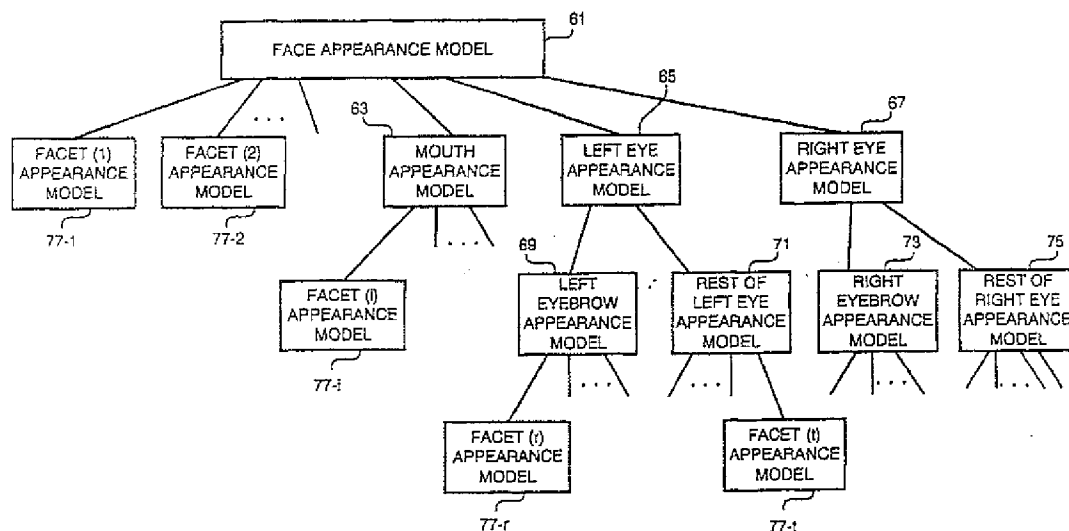 61
FACE APPEARANCE MODEL
65
63
67
FACET (1)
APPEARANCE
MODEL
FACET (2)
APPEARANCE
MODEL
MOUTH
APPEARANCE
MODEL
LEFT EYE
APPEARANCE
MODEL
RIGHT EYE
APPEARANCE
MODEL
77-1
77-2
69
71
73
75
FACET (i)
APPEARANCE
MODEL
LEFT
EYEBROW
APPEARANCE
MODEL
REST OF
LEFT EYE
APPEARANCE
MODEL
RIGHT
EYEBROW
APPEARANCE
MODEL
REST OF
RIGHT EYE
APPEARANCE
MODEL
77-i
FACET (r)
APPEARANCE
MODEL
FACET (t)
APPEARANCE
MODEL
77-r
77-t